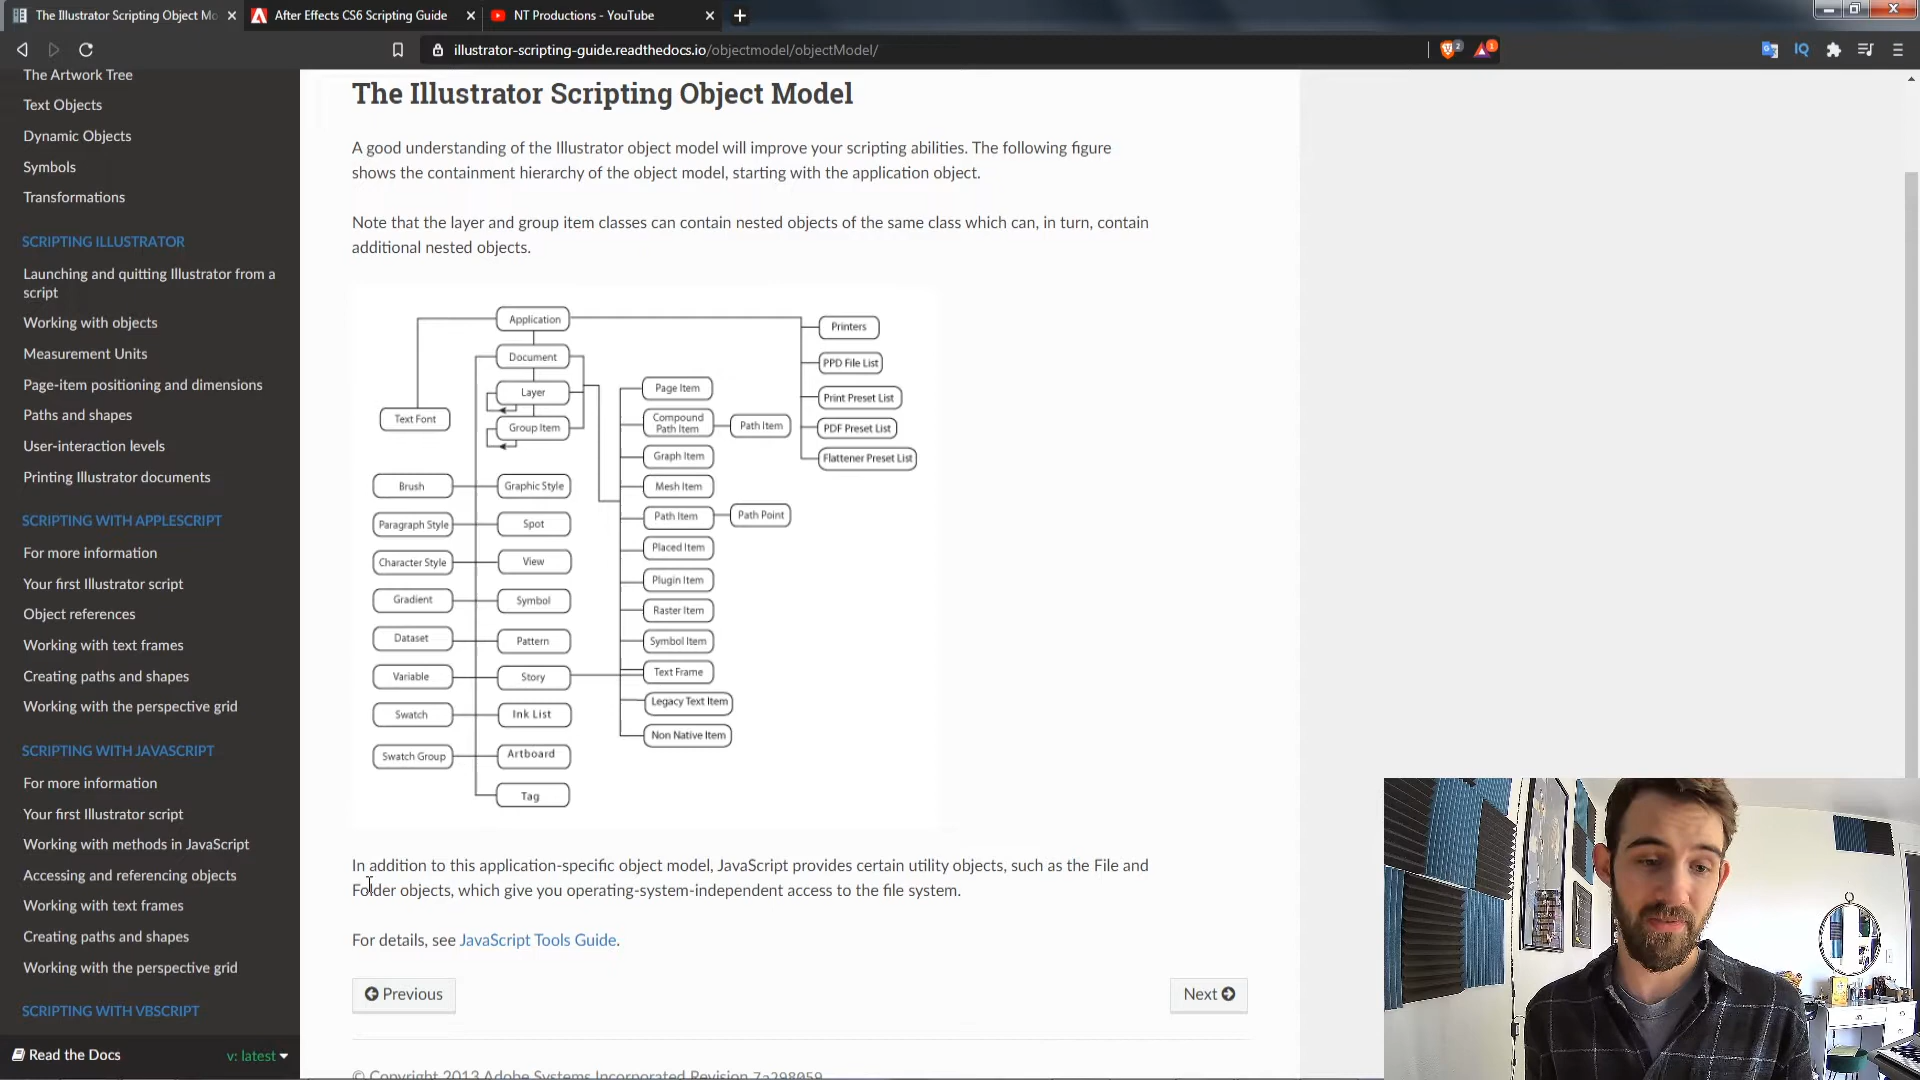 The Illustrator Scripting Object Mo
After Effects CS6 Scripting Guide
NT Productions - YouTube
illustrator-scripting-guide.readthedocs.io/objectmodel/objectModel/
2
1
IQ
The Artwork Tree
Text Objects
Dynamic Objects
Symbols
Transformations
SCRIPTING ILLUSTRATOR
Launching and quitting Illustrator from a
script
Working with objects
Measurement Units
Page-item positioning and dimensions
Paths and shapes
User-interaction levels
Printing Illustrator documents
SCRIPTING WITH APPLESCRIPT
For more information
Your first Illustrator script
Object references
Working with text frames
Creating paths and shapes
Working with the perspective grid
SCRIPTING WITH JAVASCRIPT
For more information
Your first Illustrator script
Working with methods in JavaScript
Accessing and referencing objects
Working with text frames
Creating paths and shapes
Working with the perspective grid
SCRIPTING WITH VBSCRIPT
Read the Docs
v: latest
The Illustrator Scripting Object Model
A good understanding of the Illustrator object model will improve your scripting abilities. The following figure
shows the containment hierarchy of the object model, starting with the application object.
Note that the layer and group item classes can contain nested objects of the same class which can, in turn, contain
additional nested objects.
Application
Document
Layer
Group Item
Text Font
Brush
Graphic Style
Paragraph Style
Spot
Character Style
View
Gradient
Symbol
Dataset
Pattern
Variable
Story
Swatch
Ink List
Swatch Group
Artboard
Tag
Page Item
Compound
Path Item
Path Item
Graph Item
Mesh Item
Path Item
Path Point
Placed Item
Plugin Item
Raster Item
Symbol Item
Text Frame
Legacy Text Item
Non Native Item
Printers
PPD File List
Print Preset List
PDF Preset List
Flattener Preset List
In addition to this application-specific object model, JavaScript provides certain utility objects, such as the File and
Folder objects, which give you operating-system-independent access to the file system.
For details, see JavaScript Tools Guide.
Previous
Next
© Copyright 2013 Adobe Systems Incorporated Revision 7a298059